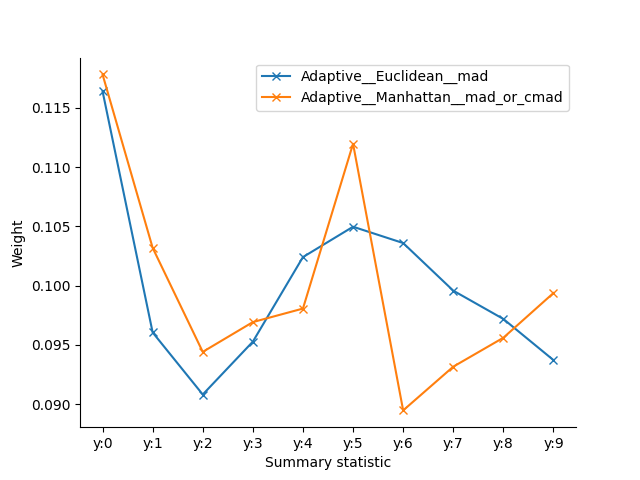 Adaptive__Euclidean__mad
Adaptive__Manhattan__mad_or_cmad
0.115
0.110
0.105
0.100
0.095
0.090
Weight
y:0 y:1 y:2 y:3 y:4 y:5 y:6 y:7 y:8 y:9
Summary statistic